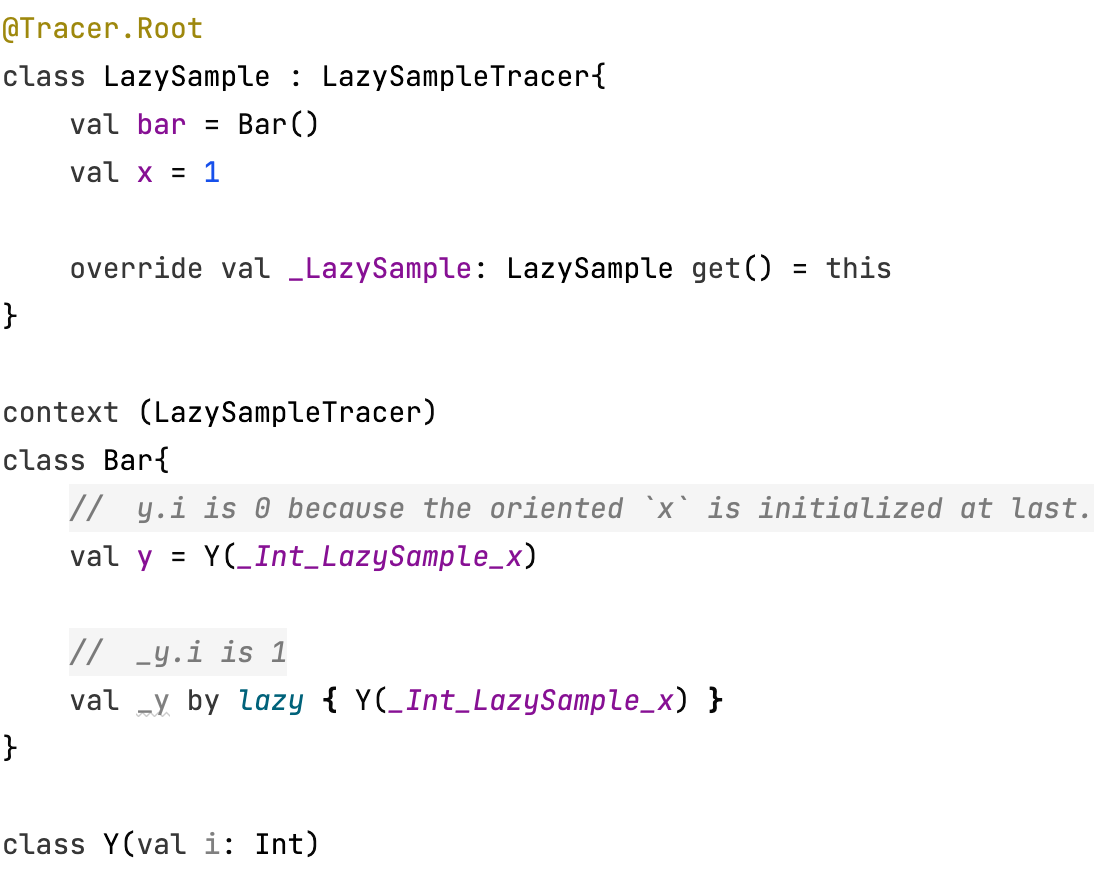 @Tracer.Root
class LazySample : LazySampleTracer{
    val bar = Bar()
    val x = 1

    override val _LazySample: LazySample get() = this
}

context (LazySampleTracer)
class Bar{
    //  y.i is 0 because the oriented `x` is initialized at last.
    val y = Y(_Int_LazySample_x)

    //  _y.i is 1
    val _y by lazy { Y(_Int_LazySample_x) }
}

class Y(val i: Int)